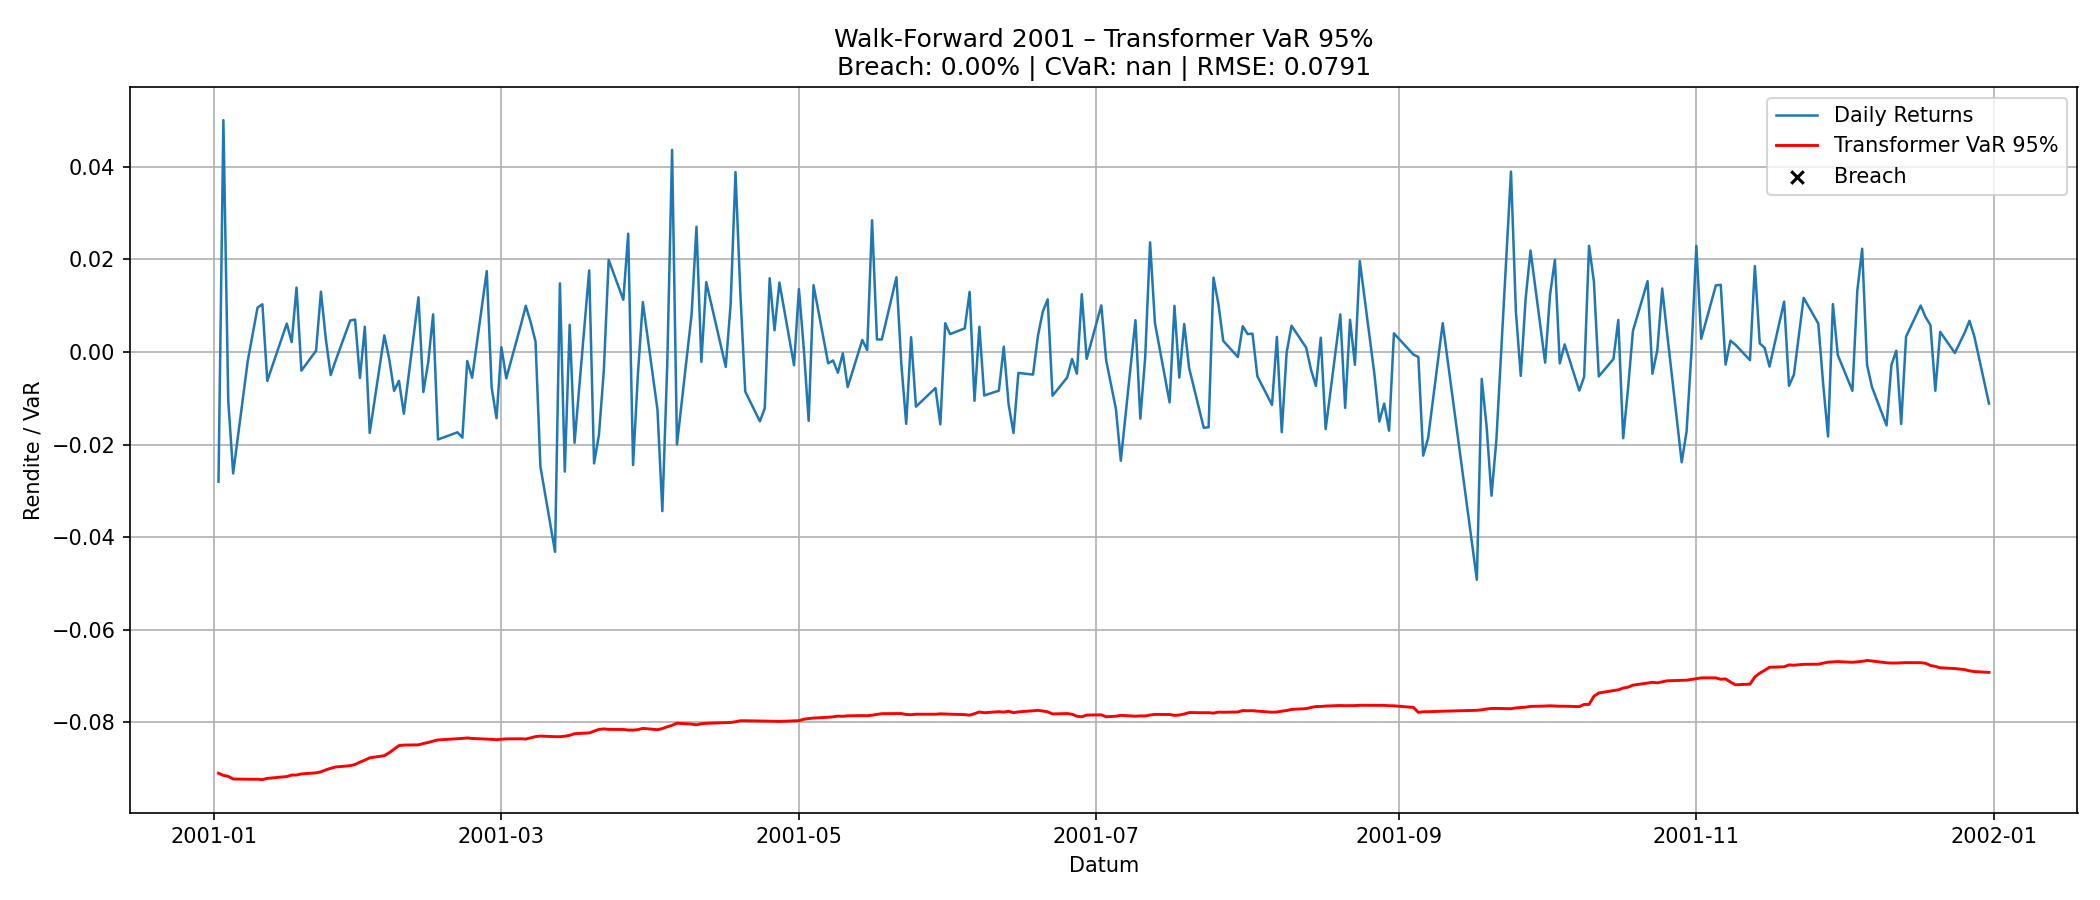 Walk-Forward 2001 – Transformer VaR 95%
Breach: 0.00% | CVaR: nan | RMSE: 0.0791
Daily Returns
Transformer VaR 95%
Breach
Rendite / VaR
0.04
0.02
0.00
−0.02
−0.04
−0.06
−0.08
2001-01
2001-03
2001-05
2001-07
2001-09
2001-11
2002-01
Datum